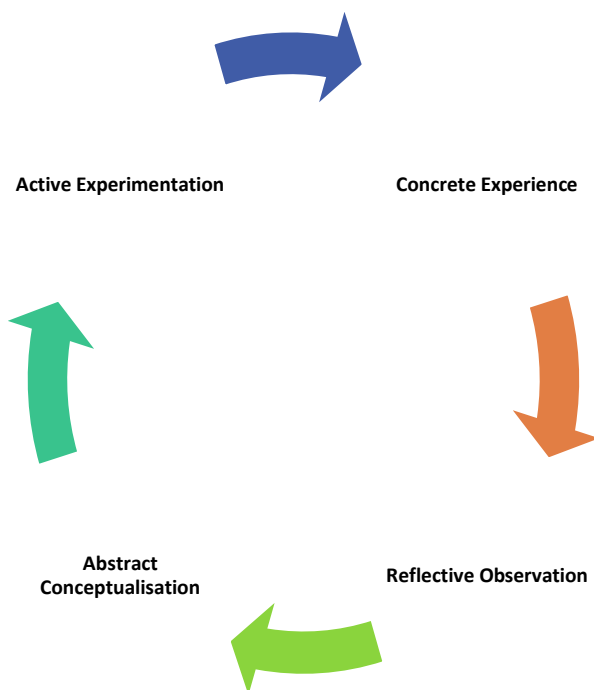 Active Experimentation
Concrete Experience
Abstract
Conceptualisation
Reflective Observation